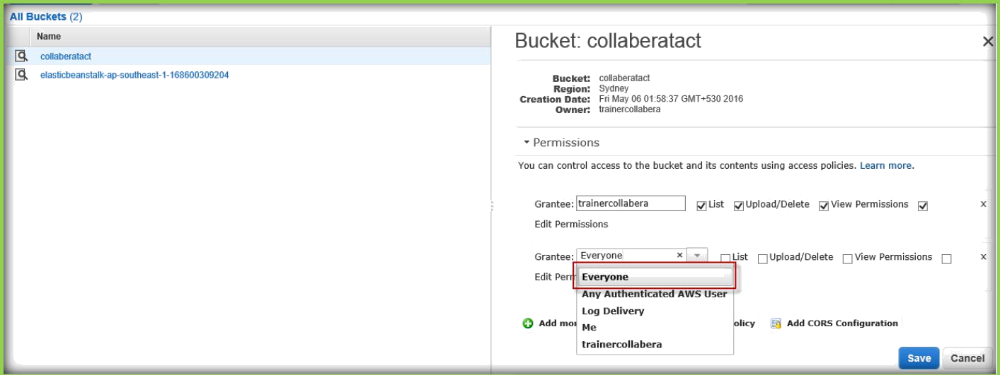 All Buckets (2)
Name
collaberatact
elasticbeanstalk-ap-southeast-1-168600309204
Bucket: collaberatact
Bucket: collaberatact
Region: Sydney
Creation Date: Fri May 06 01:58:37 GMT+530 2016
Owner: trainercollabera
Permissions
You can control access to the bucket and its contents using access policies. Learn more.
Grantee: trainercollabera List Upload/Delete View Permissions x
Edit Permissions
Grantee: Everyone × List Upload/Delete View Permissions x
Edit Perm
Everyone
Any Authenticated AWS User
Log Delivery
Me
trainercollabera
Add mor olicy Add CORS Configuration
Save Cancel